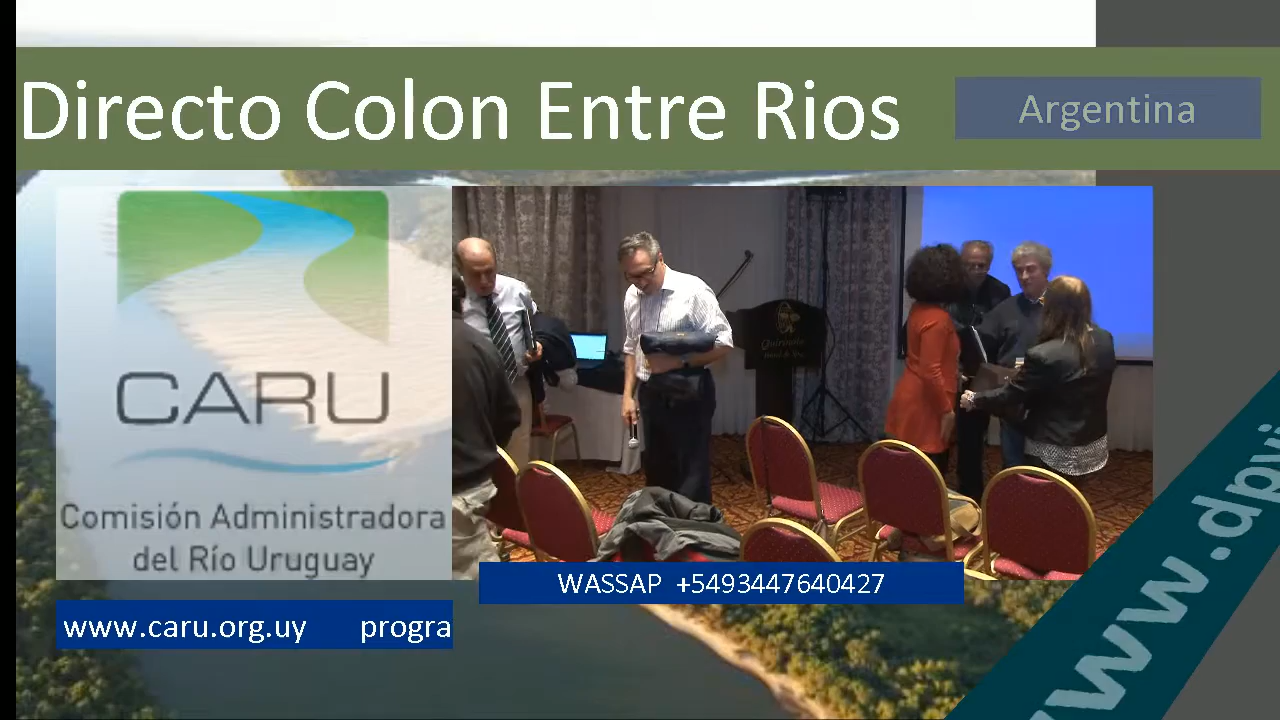 Directo Colon Entre Rios
Argentina
CARU
Comisión Administradora
del Río Uruguay
WASSAP +5493447640427
www.caru.org.uy progra
www.dpvi